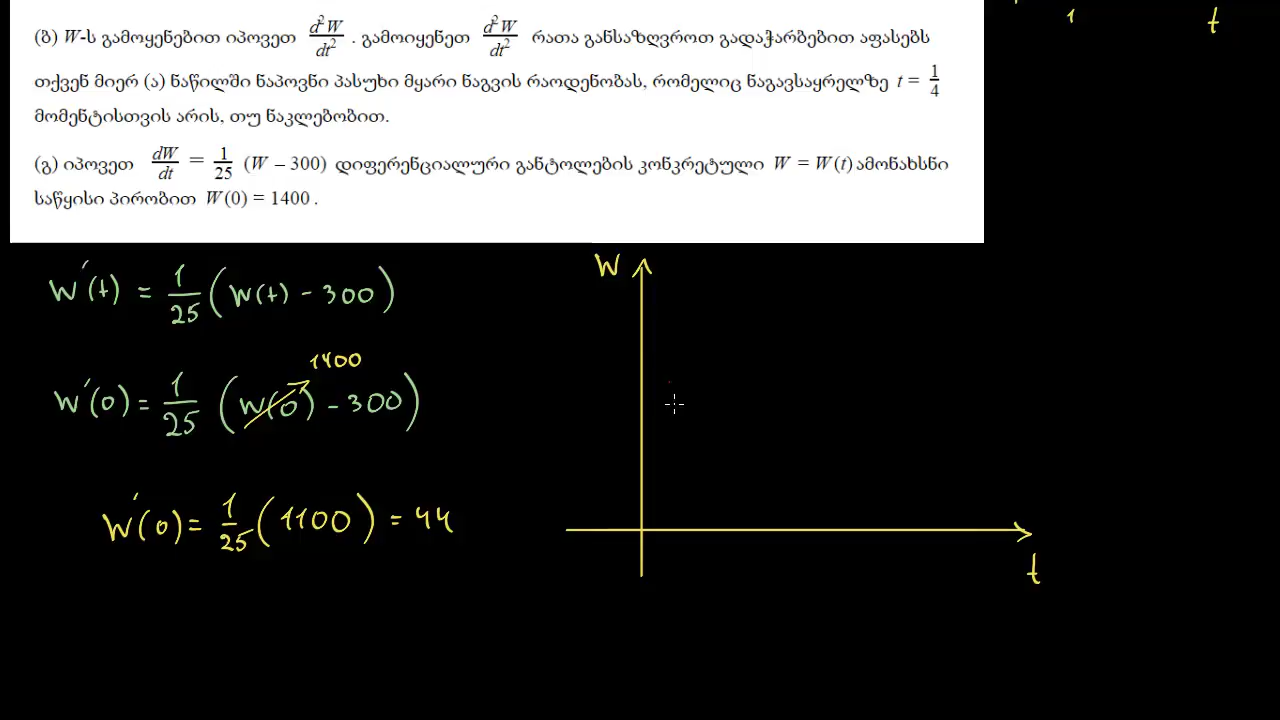 1 t
(ბ) W-ს გამოყენებით იპოვეთ d²W/dt² . გამოიყენეთ d²W/dt² რათა განსაზღვროთ გადაჭარბებით აფასებს
თქვენ მიერ (ა) ნაწილში ნაპოვნი პასუხი მყარი ნაგვის რაოდენობას, რომელიც ნაგავსაყრელზე t = 1/4
მომენტისთვის არის, თუ ნაკლებობით.
(გ) იპოვეთ dW/dt = 1/25 (W – 300) დიფერენციალური განტოლების კონკრეტული W = W(t) ამონახსნი
საწყისი პირობით W(0) = 1400 .
W'(t) = 1/25 (W(t) - 300)
1400
W'(0) = 1/25 (W(0) - 300)
W'(0) = 1/25 (1100) = 44
W
t